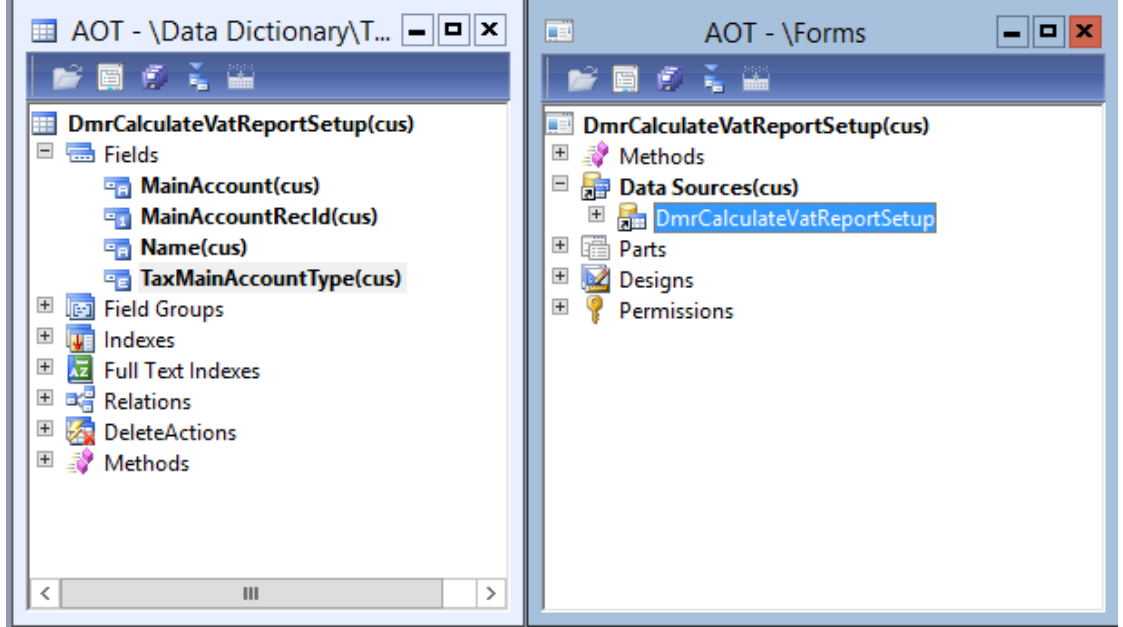 AOT - \Data Dictionary\T...
DmrCalculateVatReportSetup(cus)
Fields
MainAccount(cus)
MainAccountRecId(cus)
Name(cus)
TaxMainAccountType(cus)
Field Groups
Indexes
Full Text Indexes
Relations
DeleteActions
Methods
AOT - \Forms
DmrCalculateVatReportSetup(cus)
Methods
Data Sources(cus)
DmrCalculateVatReportSetup
Parts
Designs
Permissions